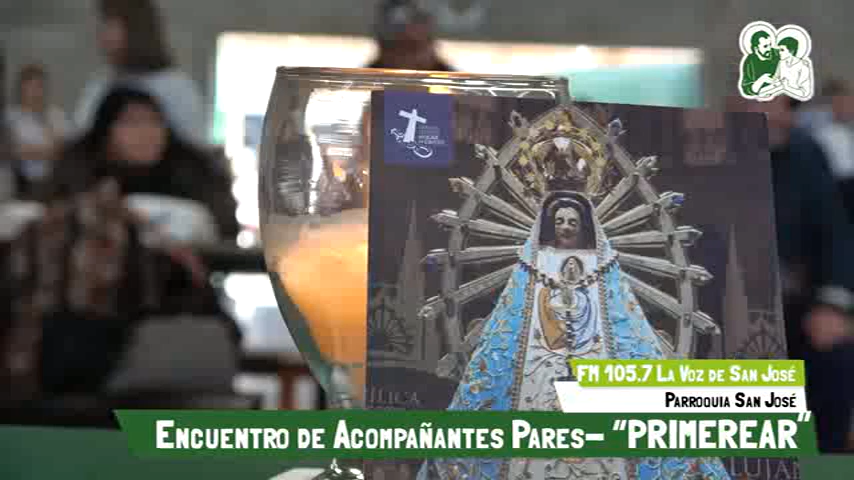 FM 105.7 La Voz de San José
Parroquia San José
Encuentro de Acompañantes Pares– "PRIMEREAR"
LUJÁN